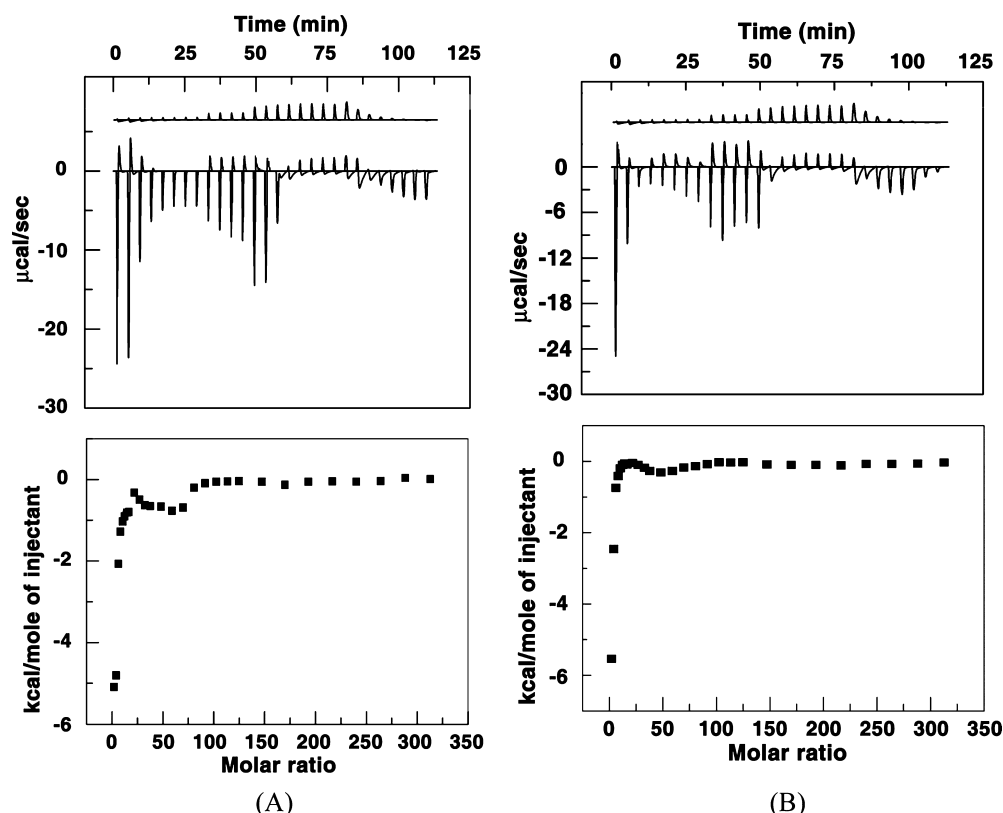 Time (min)
0 25 50 75 100 125
0
-10
-20
-30
μcal/sec
0
-2
-4
-6
kcal/mole of injectant
0 50 100 150 200 250 300 350
Molar ratio
(A)
Time (min)
0 25 50 75 100 125
0
-6
-12
-18
-24
-30
μcal/sec
0
-2
-4
-6
kcal/mole of injectant
0 50 100 150 200 250 300 350
Molar ratio
(B)